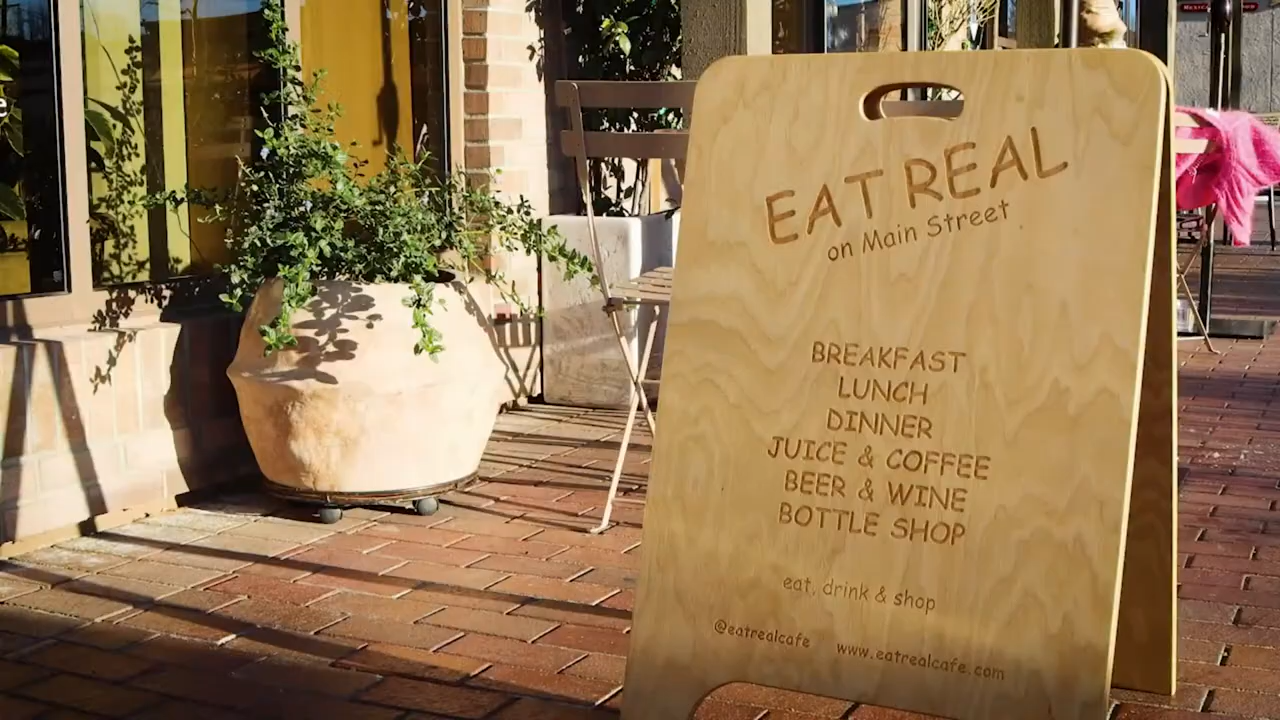 EAT REAL
on Main Street
BREAKFAST
LUNCH
DINNER
JUICE & COFFEE
BEER & WINE
BOTTLE SHOP
eat, drink & shop
@eatrealcafe www.eatrealcafe.com